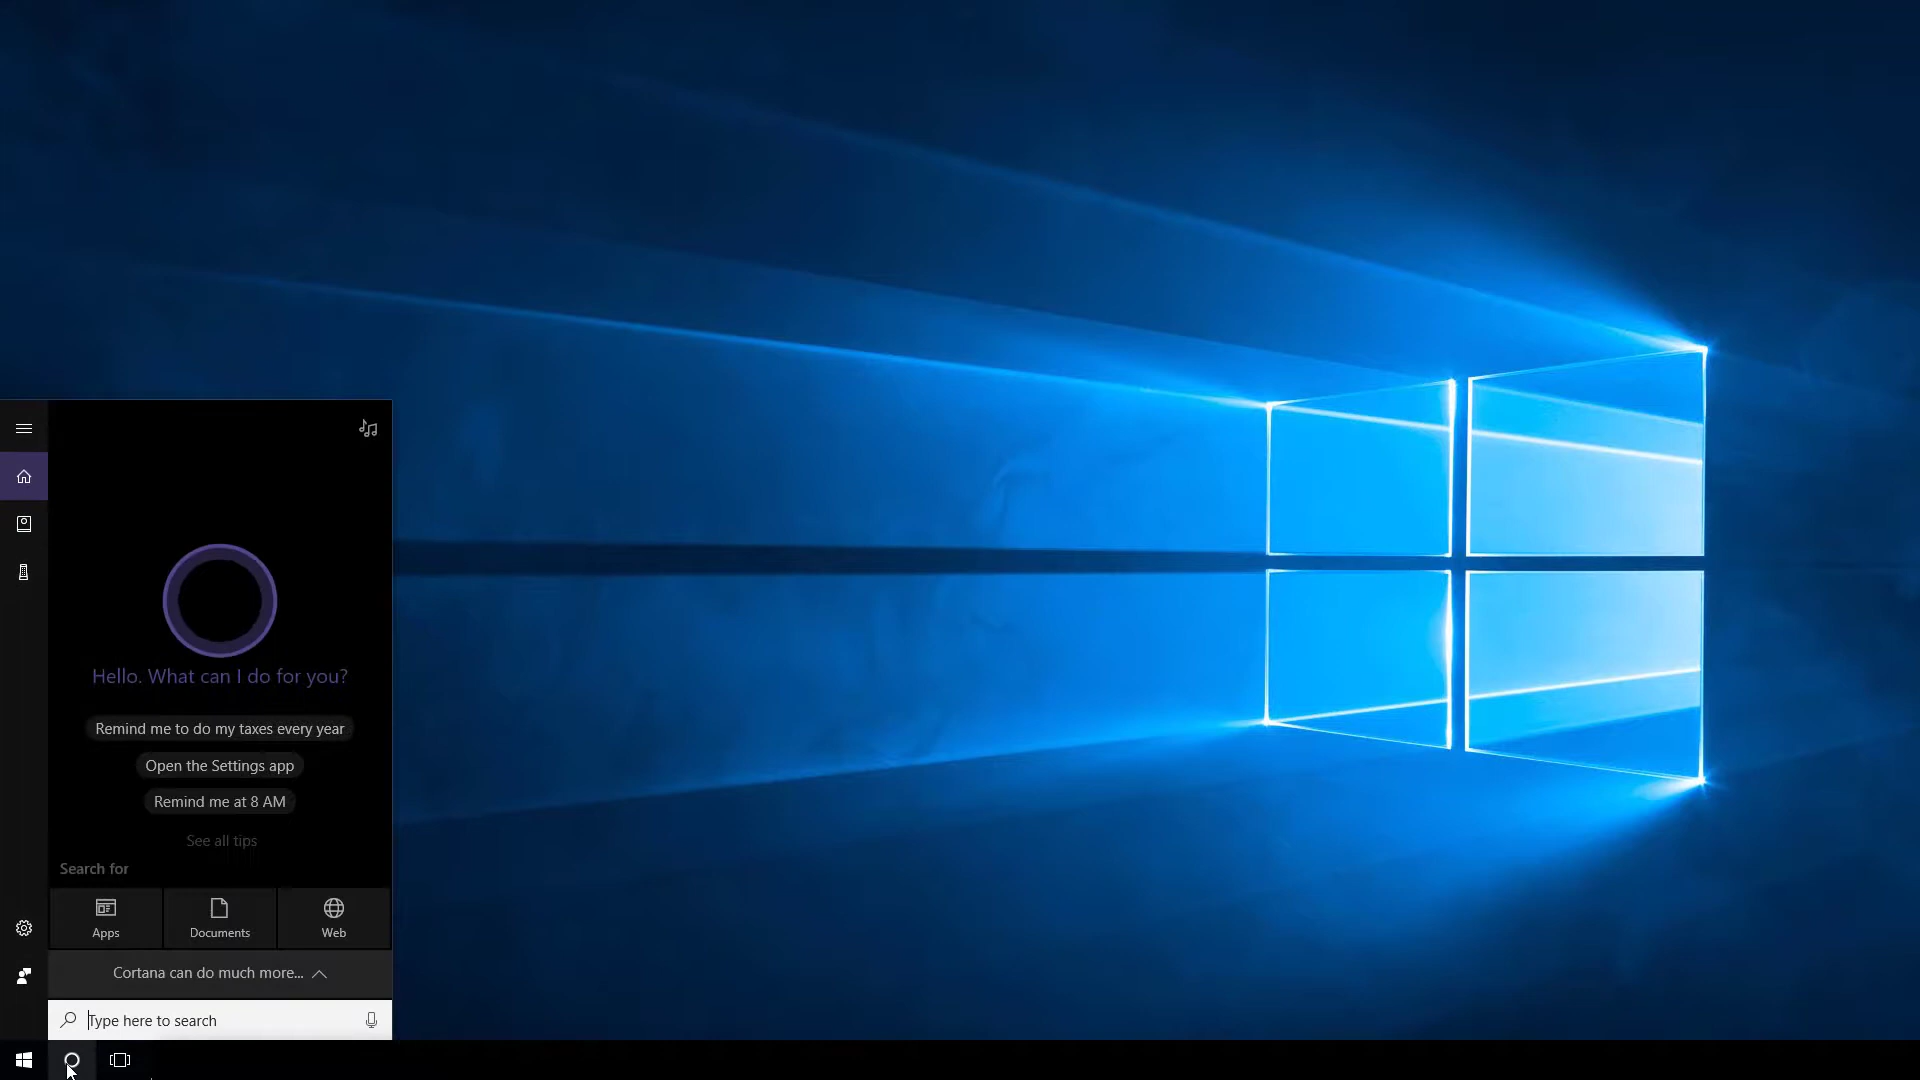 Hello. What can I do for you?
Remind me to do my taxes every year
Open the Settings app
Remind me at 8 AM
See all tips
Search for
Apps Documents Web
Cortana can do much more...
Type here to search